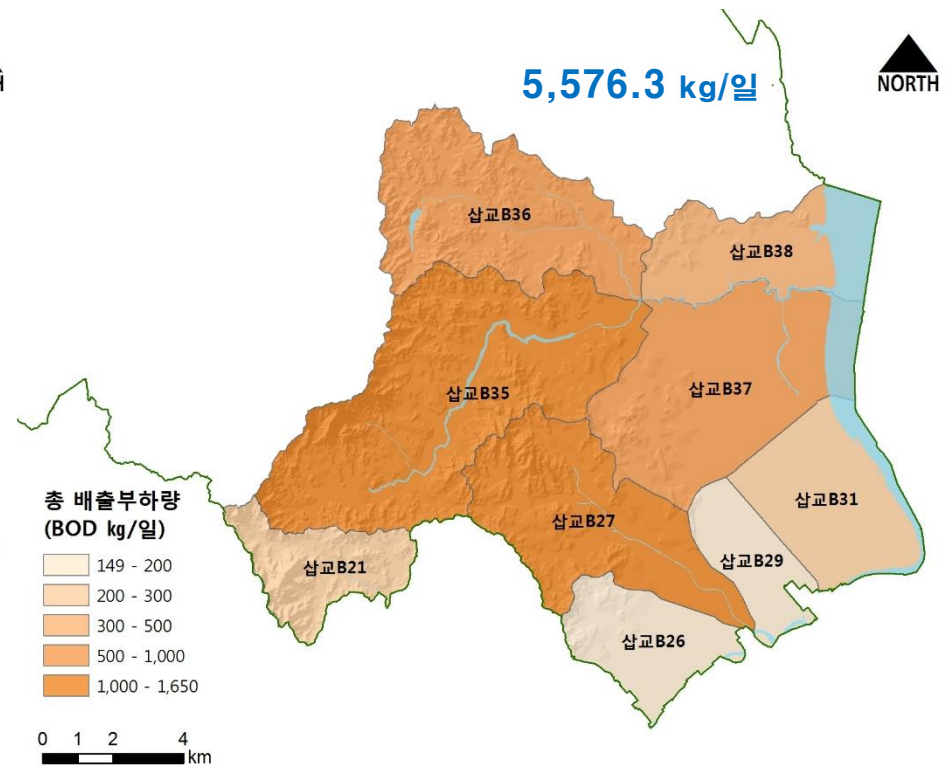 5,576.3 kg/일
NORTH
삽교B36
삽교B38
삽교B35
삽교B37
삽교B31
삽교B27
삽교B29
삽교B21
삽교B26
총 배출부하량
(BOD kg/일)
149 - 200
200 - 300
300 - 500
500 - 1,000
1,000 - 1,650
0 1 2 4
km